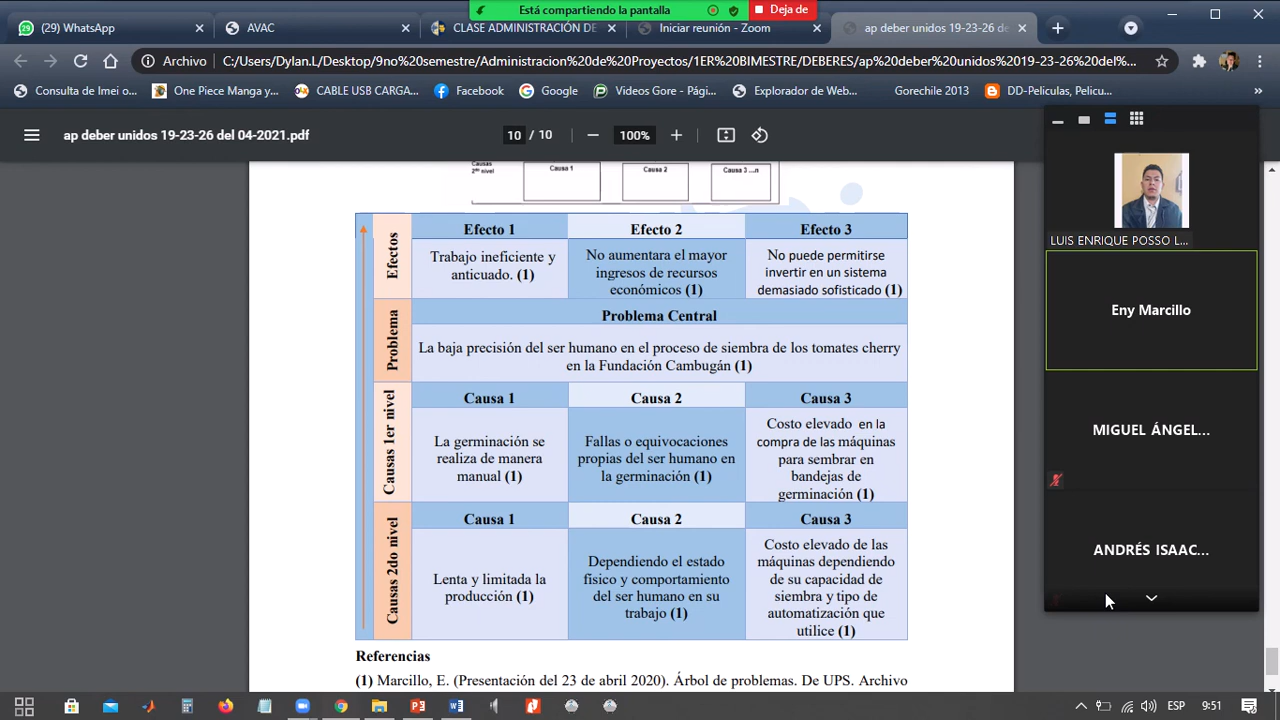 Está compartiendo la pantalla
Deja de
(29) WhatsApp
AVAC
CLASE ADMINISTRACIÓN DE
Iniciar reunión - Zoom
ap deber unidos 19-23-26 de
Archivo
C:/Users/Dylan.L/Desktop/9no%20semestre/Administracion%20de%20Proyectos/1ER%20BIMESTRE/DEBERES/ap%20deber%20unidos%2019-23-26%20del%...
Consulta de Imei o...
One Piece Manga y...
CABLE USB CARGA...
Facebook
Google
Videos Gore - Pági...
Explorador de Web...
Gorechile 2013
DD-Peliculas, Pelicu...
»
ap deber unidos 19-23-26 del 04-2021.pdf
10 / 10
100%
Causas
2do nivel
Causa 1
Causa 2
Causa 3 ...n
Efectos
Efecto 1
Efecto 2
Efecto 3
Trabajo ineficiente y
anticuado. (1)
No aumentara el mayor
ingresos de recursos
económicos (1)
No puede permitirse
invertir en un sistema
demasiado sofisticado (1)
Problema
Problema Central
La baja precisión del ser humano en el proceso de siembra de los tomates cherry
en la Fundación Cambugán (1)
Causas 1er nivel
Causa 1
Causa 2
Causa 3
La germinación se
realiza de manera
manual (1)
Fallas o equivocaciones
propias del ser humano en
la germinación (1)
Costo elevado en la
compra de las máquinas
para sembrar en
bandejas de
germinación (1)
Causas 2do nivel
Causa 1
Causa 2
Causa 3
Lenta y limitada la
producción (1)
Dependiendo el estado
físico y comportamiento
del ser humano en su
trabajo (1)
Costo elevado de las
máquinas dependiendo
de su capacidad de
siembra y tipo de
automatización que
utilice (1)
Referencias
(1) Marcillo, E. (Presentación del 23 de abril 2020). Árbol de problemas. De UPS. Archivo
LUIS ENRIQUE POSSO L...
Eny Marcillo
MIGUEL ÁNGEL...
ANDRÉS ISAAC...
ESP
9:51